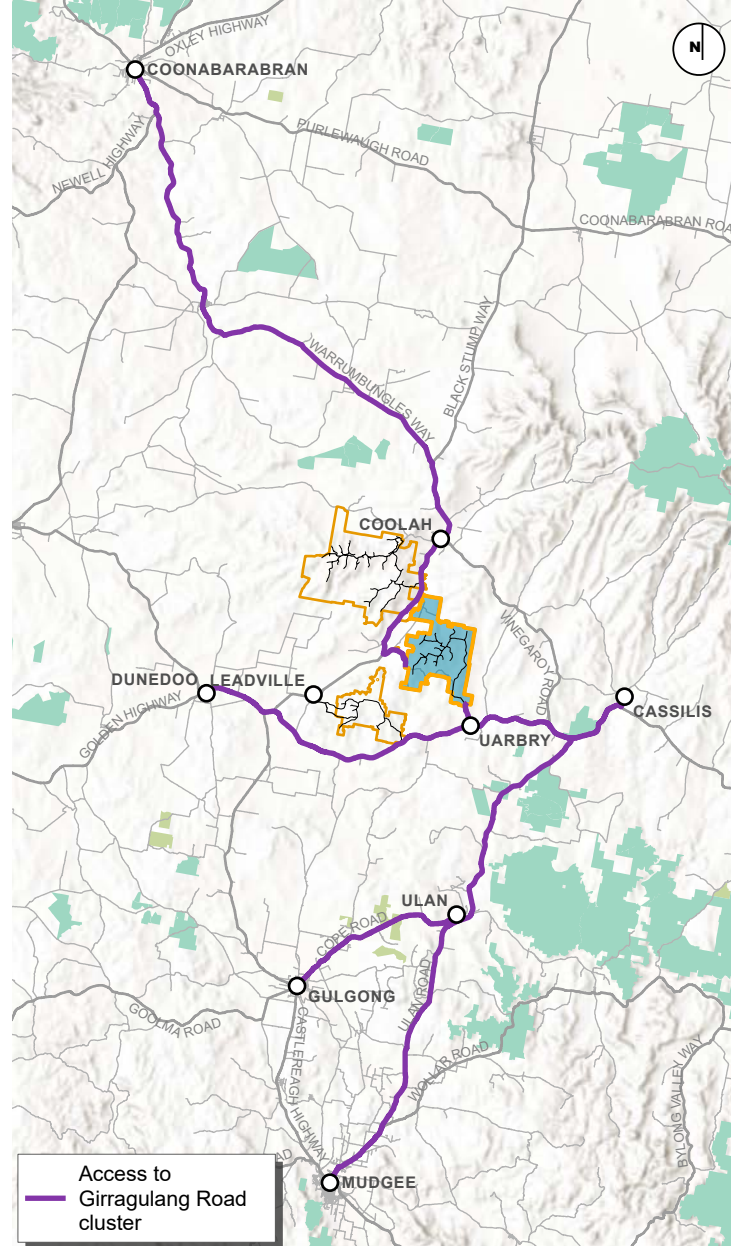 OXLEY HIGHWAY
N
COONABARABRAN
PURLEWAUGH ROAD
NEWELL HIGHWAY
COONABARABRAN ROA
BLACK STUMP WAY
WARRUMBUNGLES WAY
COOLAH
VINEGAROY ROAD
DUNEDOO
LEADVILLE
CASSILIS
GOLDEN HIGHWAY
UARBRY
ULAN
COPE ROAD
ULAN ROAD
GULGONG
GOOLMA ROAD
CASTLEREAGH HIGHWAY
WOLLAR ROAD
BYLONG VALLEY WAY
AD
MUDGEE
Access to
Girragulang Road
cluster